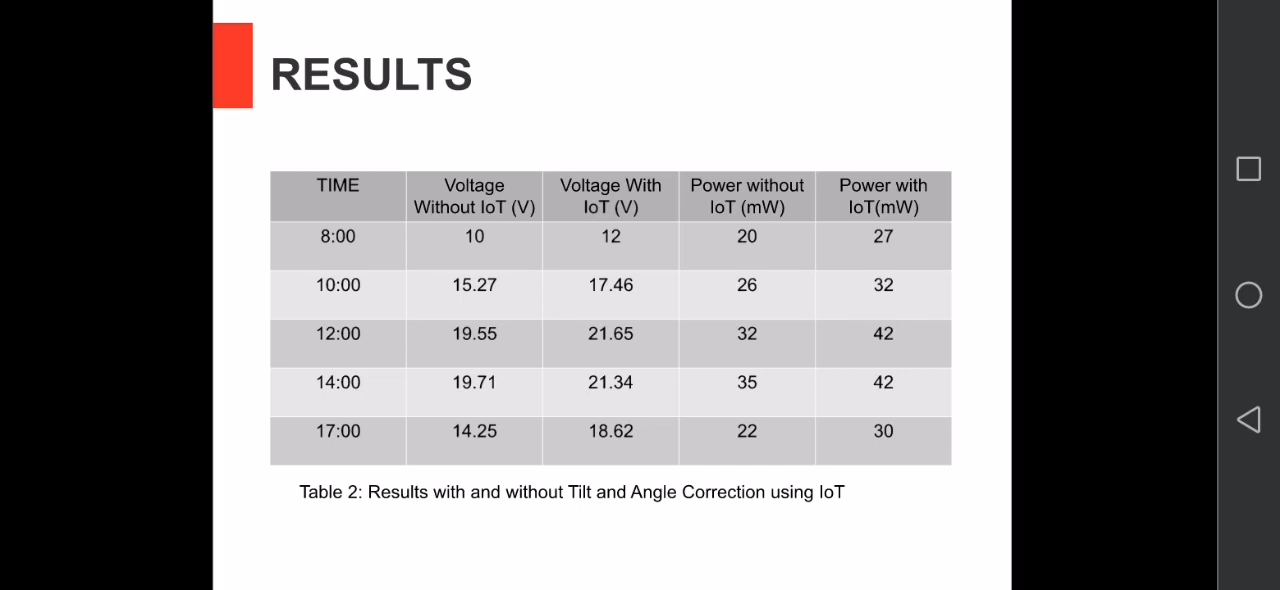 RESULTS
TIME Voltage Without IoT (V) Voltage With IoT (V) Power without IoT (mW) Power with IoT(mW)
8:00 10 12 20 27
10:00 15.27 17.46 26 32
12:00 19.55 21.65 32 42
14:00 19.71 21.34 35 42
17:00 14.25 18.62 22 30
Table 2: Results with and without Tilt and Angle Correction using IoT